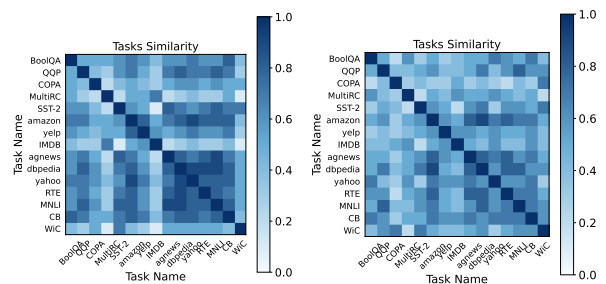 Tasks Similarity
BoolQA
QQP
COPA
MultiRC
SST-2
amazon
yelp
IMDB
agnews
dbpedia
yahoo
RTE
MNLI
CB
WiC
Task Name
BoolQA QQP COPA MultiRC SST-2 amazon yelp IMDB agnews dbpedia yahoo RTE MNLI CB WiC
Task Name
1.0
0.8
0.6
0.4
0.2
0.0
Tasks Similarity
BoolQA
QQP
COPA
MultiRC
SST-2
amazon
yelp
IMDB
agnews
dbpedia
yahoo
RTE
MNLI
CB
WiC
Task Name
BoolQA QQP COPA MultiRC SST-2 amazon yelp IMDB agnews dbpedia yahoo RTE MNLI CB WiC
Task Name
1.0
0.8
0.6
0.4
0.2
0.0